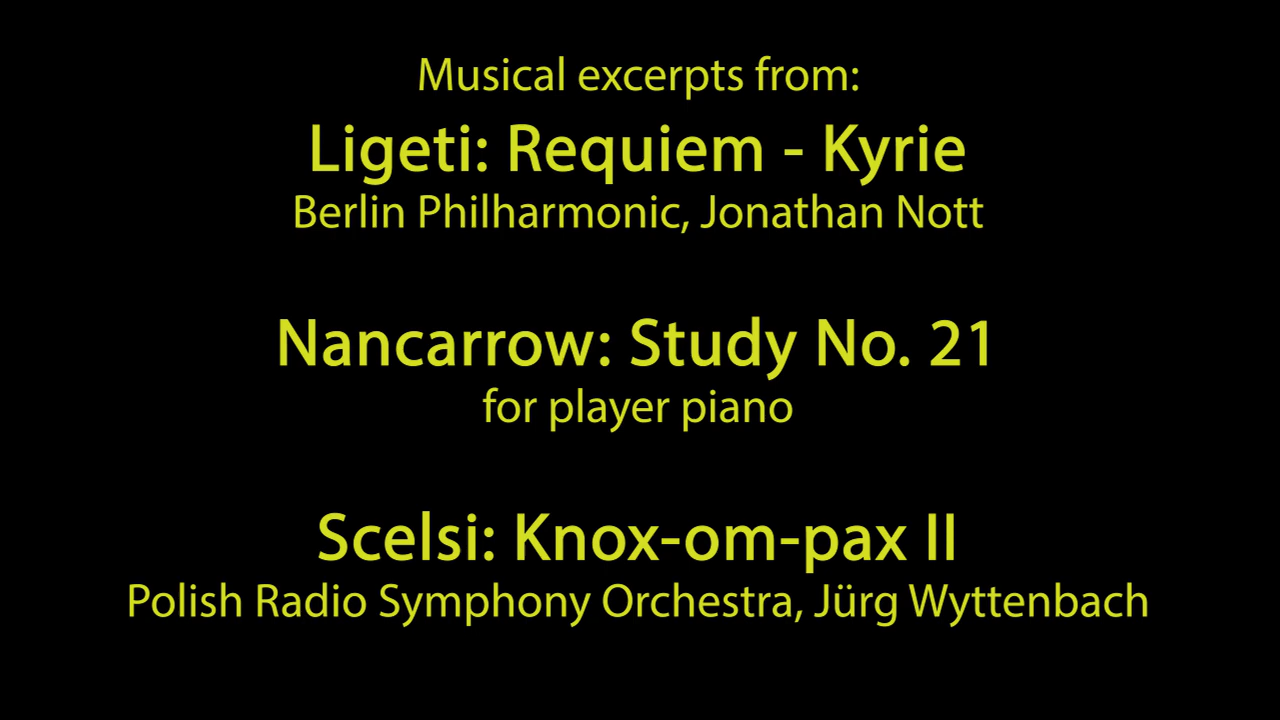 Musical excerpts from:
Ligeti: Requiem - Kyrie
Berlin Philharmonic, Jonathan Nott
Nancarrow: Study No. 21
for player piano
Scelsi: Knox-om-pax II
Polish Radio Symphony Orchestra, Jürg Wyttenbach